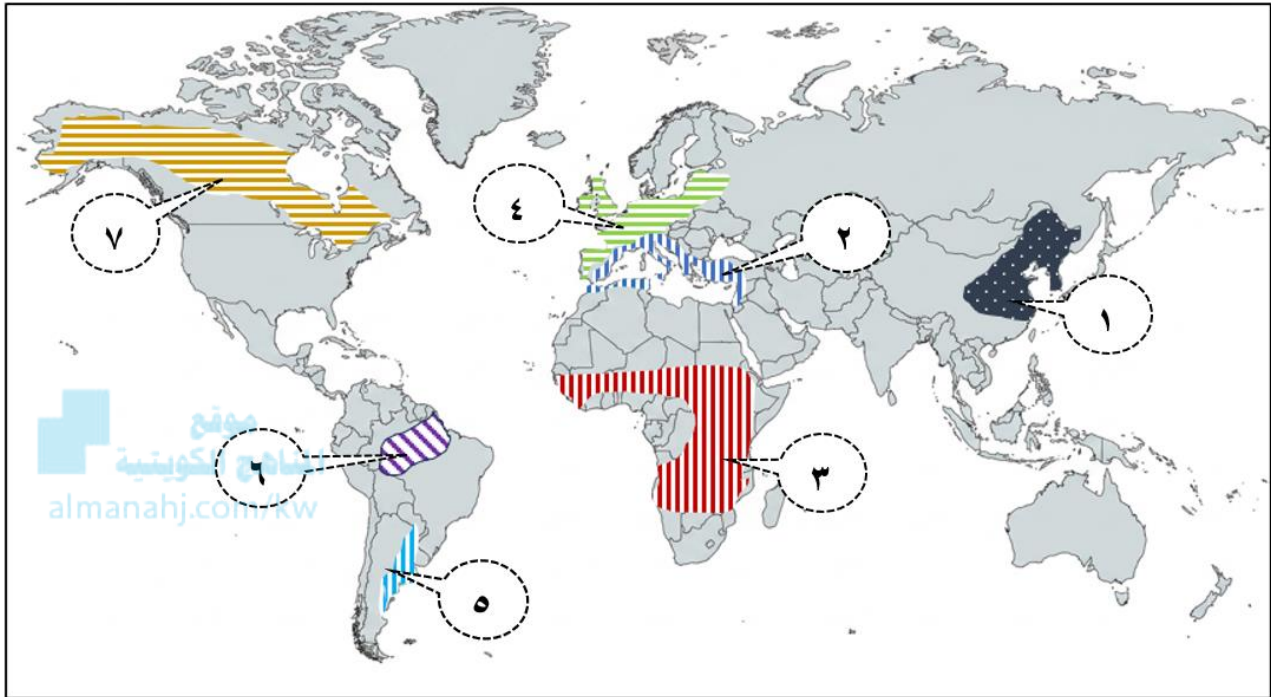 ٧
٤
٢
١
موقع
المناهج الكويتية
٦
٣
almanahj.com/kw
٥